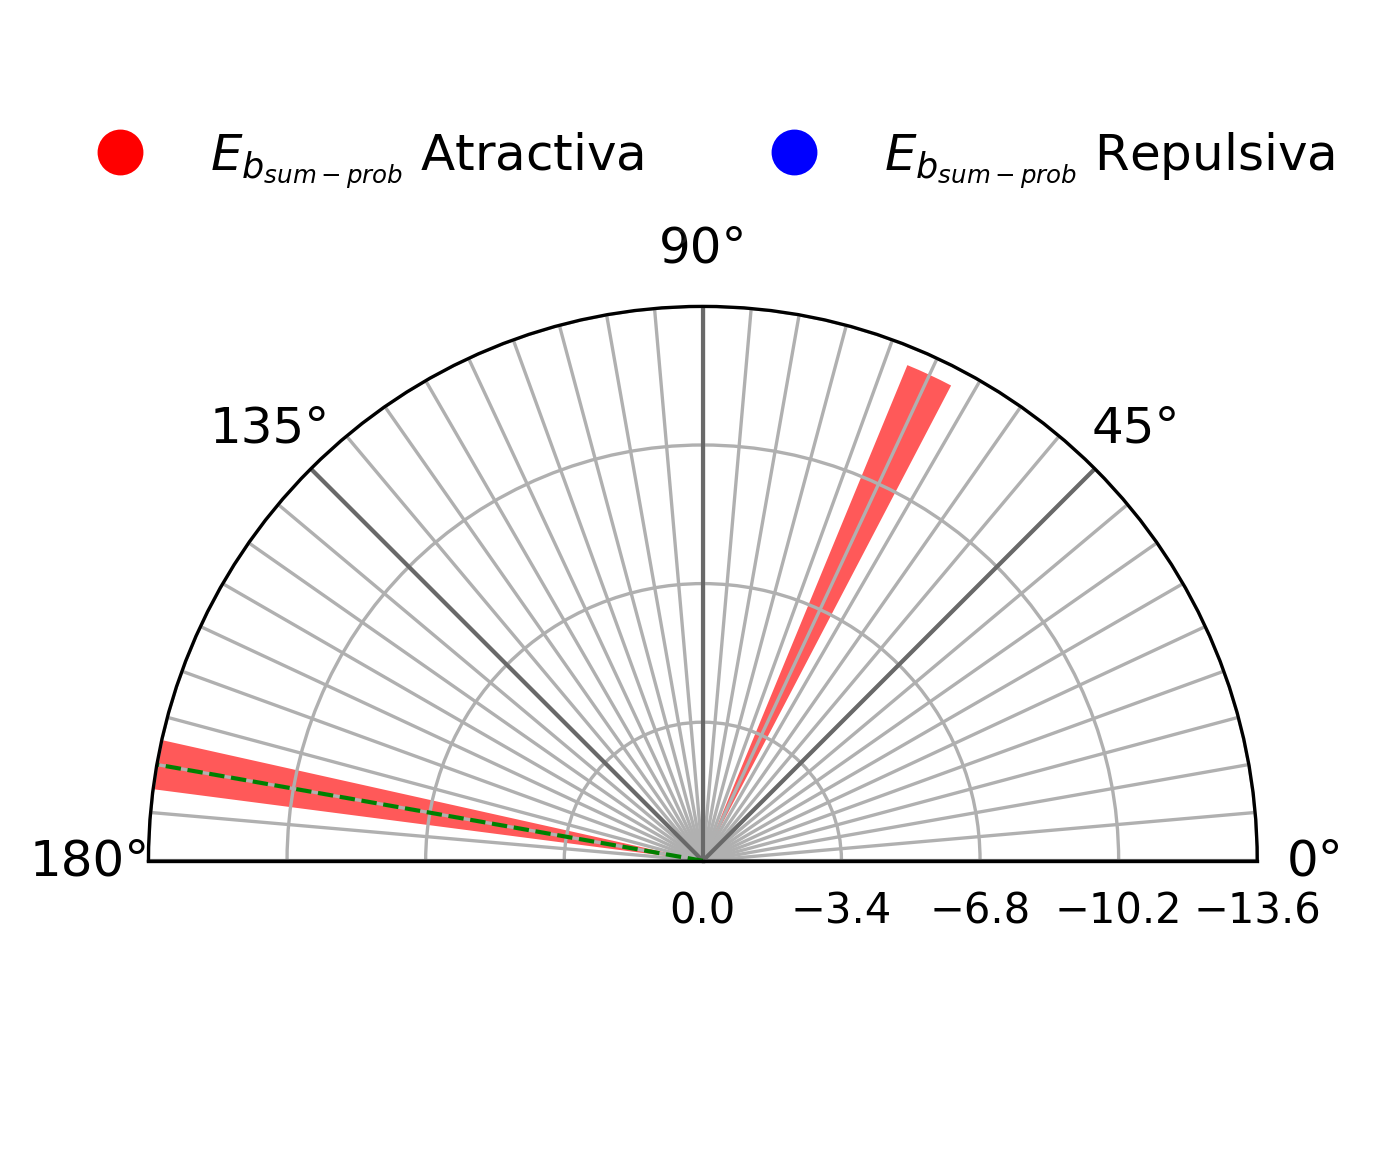 E_{b_{sum-prob}} Atractiva E_{b_{sum-prob}} Repulsiva
90°
135° 45°
180° 0°
0.0 −3.4 −6.8 −10.2 −13.6